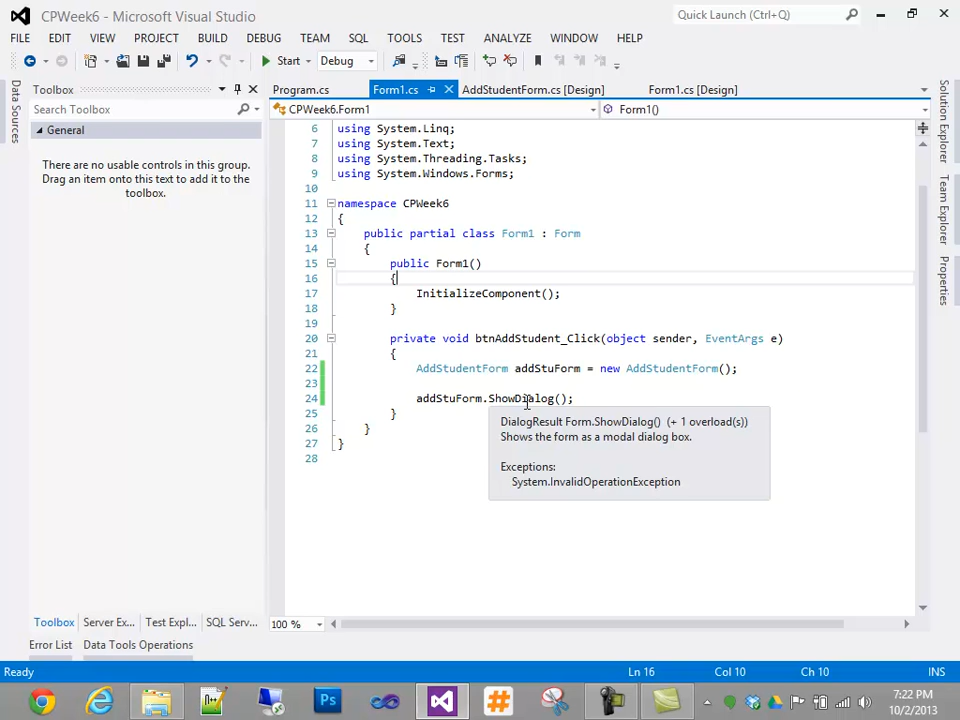 CPWeek6 - Microsoft Visual Studio
Quick Launch (Ctrl+Q)
FILE EDIT VIEW PROJECT BUILD DEBUG TEAM SQL TOOLS TEST ANALYZE WINDOW HELP
Start Debug
Data Sources
Toolbox
Search Toolbox
General
There are no usable controls in this group.
Drag an item onto this text to add it to the
toolbox.
Program.cs Form1.cs AddStudentForm.cs [Design] Form1.cs [Design]
CPWeek6.Form1 Form1()
6 using System.Linq;
7 using System.Text;
8 using System.Threading.Tasks;
9 using System.Windows.Forms;
10
11 namespace CPWeek6
12 {
13 public partial class Form1 : Form
14 {
15 public Form1()
16 {
17 InitializeComponent();
18 }
19
20 private void btnAddStudent_Click(object sender, EventArgs e)
21 {
22 AddStudentForm addStuForm = new AddStudentForm();
23
24 addStuForm.ShowDialog();
25 }
26 }
27 }
28
DialogResult Form.ShowDialog() (+ 1 overload(s))
Shows the form as a modal dialog box.
Exceptions:
System.InvalidOperationException
Solution Explorer
Team Explorer
Properties
Toolbox Server Ex... Test Expl... SQL Serv...
100 %
Error List Data Tools Operations
Ready Ln 16 Col 10 Ch 10 INS
Ps
7:22 PM
10/2/2013